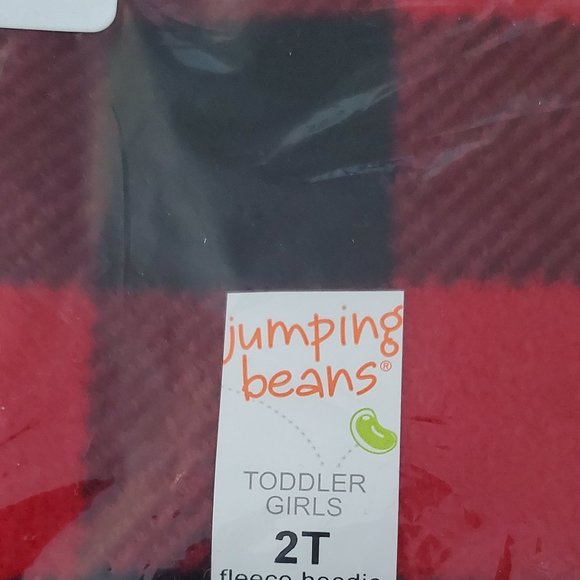 jumping
beans®
TODDLER
GIRLS
2T
fleece hoodie